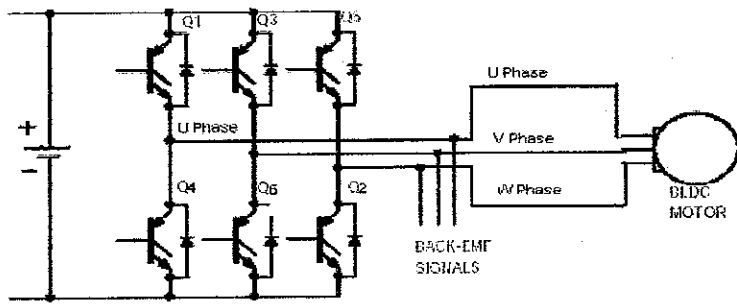 Q1
Q3
Q5
+
-
U Phase
U Phase
V Phase
W Phase
Q4
Q6
Q2
BLDC
MOTOR
BACK-EMF
SIGNALS